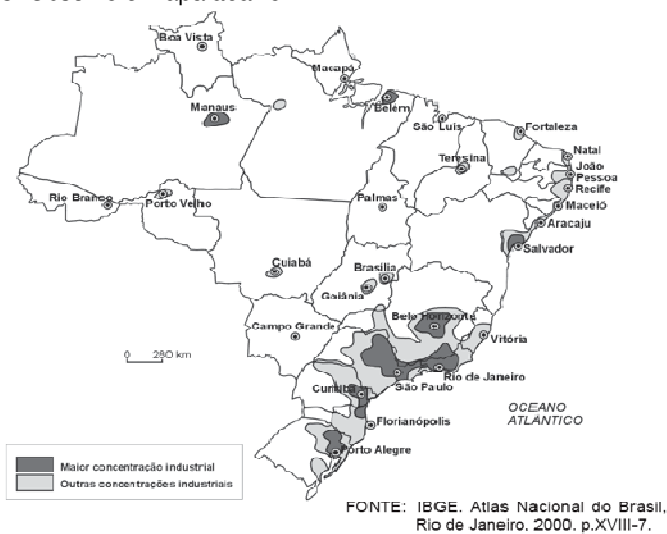 Boa Vista
Macapá
Manaus
Belém
São Luis
Fortaleza
Teresina
Natal
João
Pessoa
Recife
Maceió
Aracaju
Salvador
Rio Branco
Porto Velho
Palmas
Cuiabá
Brasilia
Goiânia
Campo Grande
Belo Horizonte
Vitória
Rio de Janeiro
São Paulo
Curitiba
Florianópolis
Porto Alegre
0 280 km
OCEANO
ATLÂNTICO
Maior concentração industrial
Outras concentrações industriais
FONTE: IBGE. Atlas Nacional do Brasil,
Rio de Janeiro. 2000. p.XVIII-7.